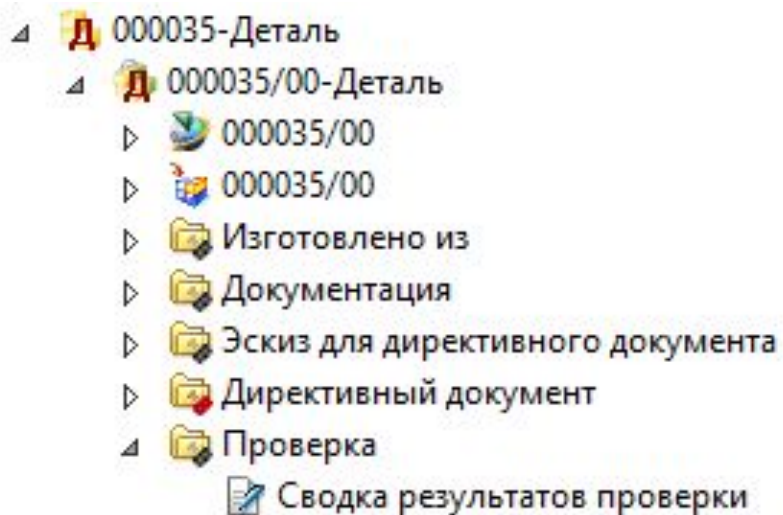 000035-Деталь
000035/00-Деталь
000035/00
000035/00
Изготовлено из
Документация
Эскиз для директивного документа
Директивный документ
Проверка
Сводка результатов проверки